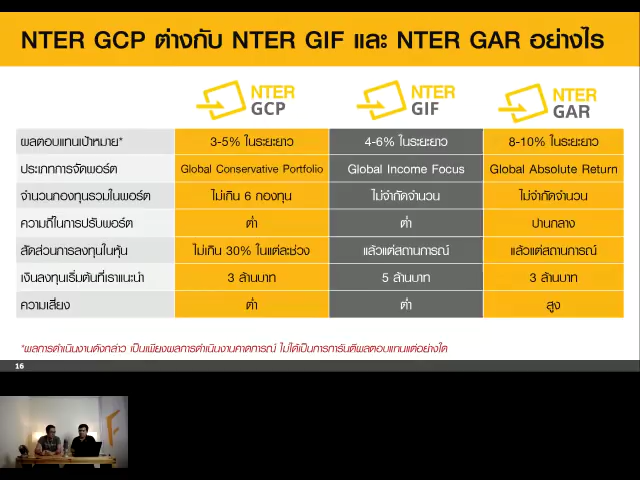 NTER GCP ต่างกับ NTER GIF และ NTER GAR อย่างไร
NTER GCP NTER GIF NTER GAR
ผลตอบแทนเป้าหมาย* 3-5% ในระยะยาว 4-6% ในระยะยาว 8-10% ในระยะยาว
ประเภทการจัดพอร์ต Global Conservative Portfolio Global Income Focus Global Absolute Return
จำนวนกองทุนรวมในพอร์ต ไม่เกิน 6 กองทุน ไม่จำกัดจำนวน ไม่จำกัดจำนวน
ความถี่ในการปรับพอร์ต ต่ำ ต่ำ ปานกลาง
สัดส่วนการลงทุนในหุ้น ไม่เกิน 30% ในแต่ละช่วง แล้วแต่สถานการณ์ แล้วแต่สถานการณ์
เงินลงทุนเริ่มต้นที่เราแนะนำ 3 ล้านบาท 5 ล้านบาท 3 ล้านบาท
ความเสี่ยง ต่ำ ต่ำ สูง
*ผลการดำเนินงานดังกล่าว เป็นเพียงผลการดำเนินงานคาดการณ์ ไม่ได้เป็นการการันตีผลตอบแทนแต่อย่างใด
16